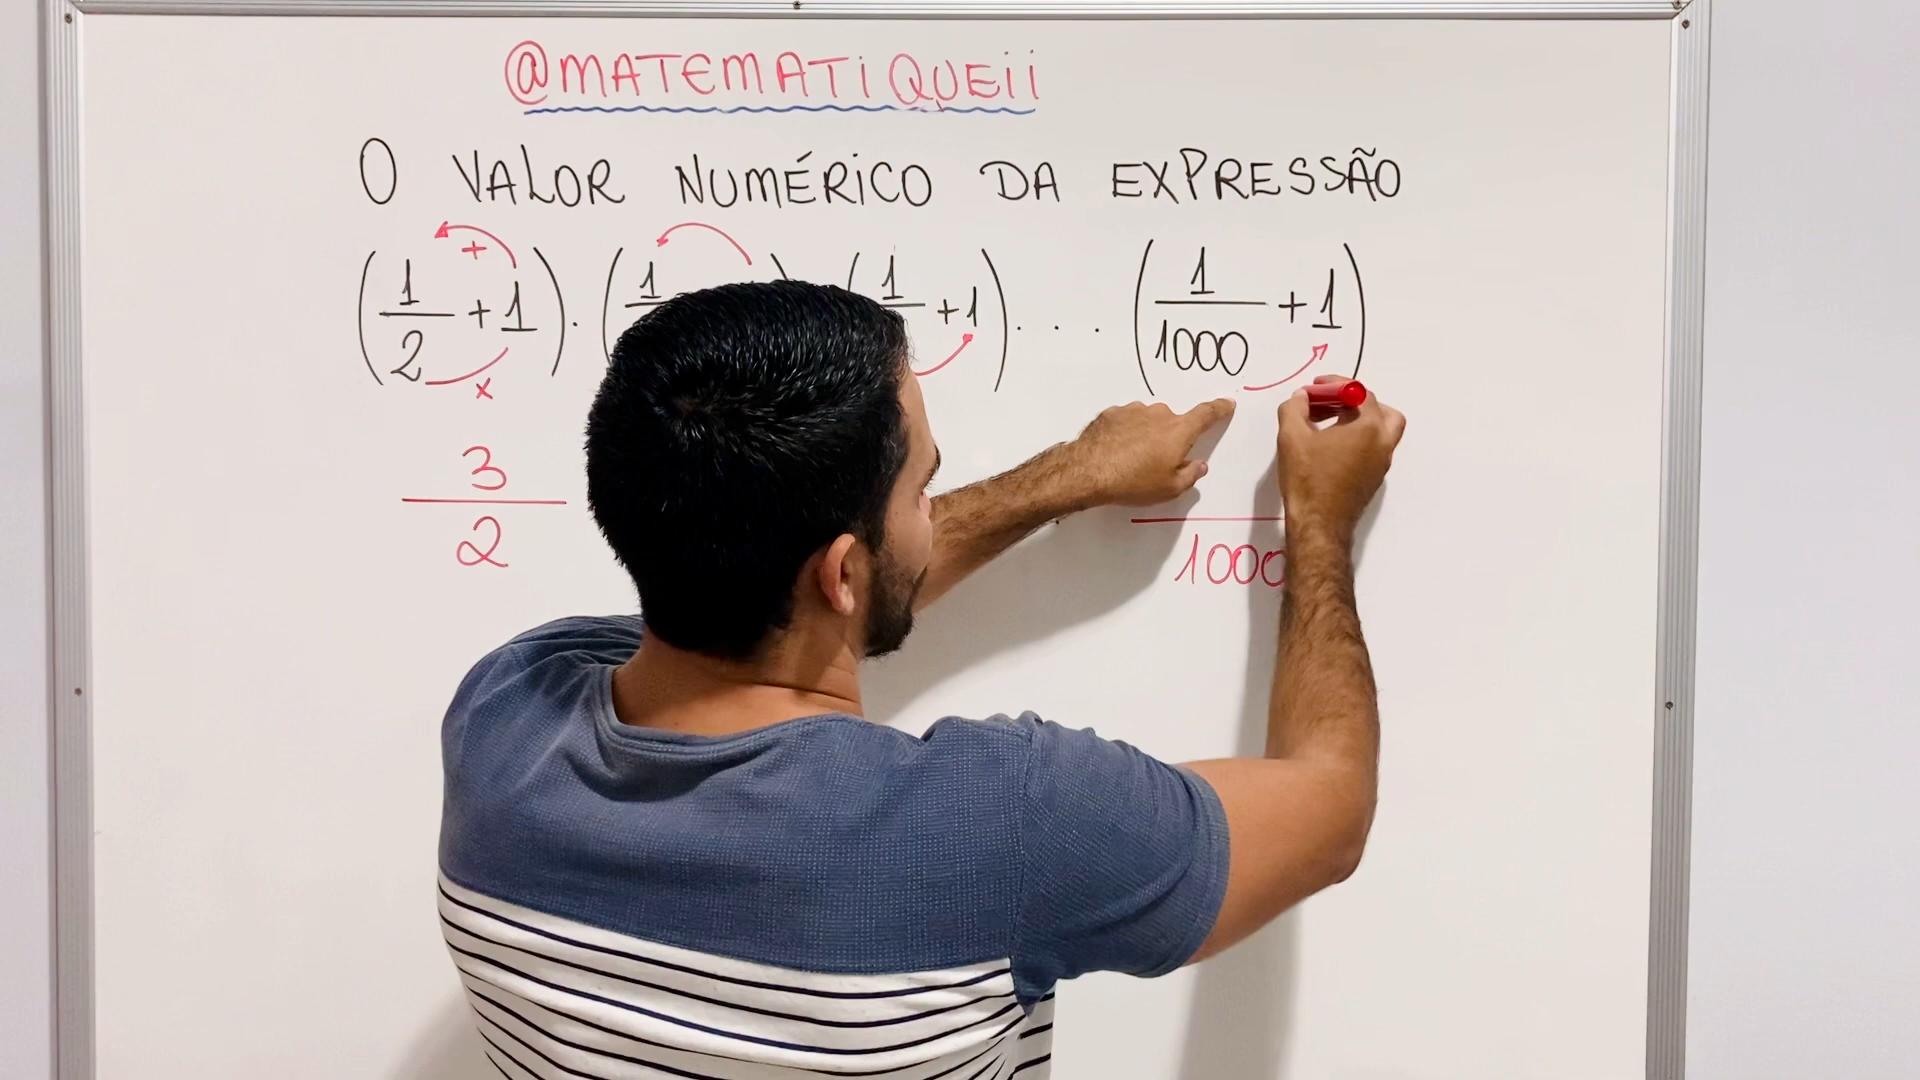 @MATEMATIQUEII
O VALOR NUMÉRICO DA EXPRESSÃO
(1/2 + 1) . (1 ) (1 + 1) . . . (1/1000 + 1)
+ x
3/2 /1000